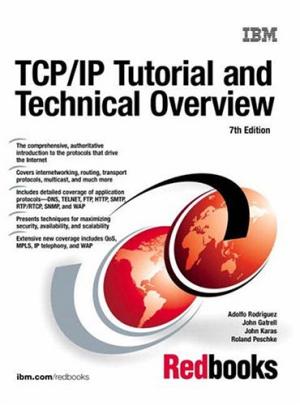 IBM
TCP/IP Tutorial and
Technical Overview
7th Edition
The comprehensive, authoritative
introduction to the protocols that drive
the Internet
Covers internetworking, routing, transport
protocols, multicast, and much more
Includes detailed coverage of application
protocols—DNS, TELNET, FTP, HTTP, SMTP,
RTP/RTCP, SNMP, and WAP
Presents techniques for maximizing
security, availability, and scalability
Extensive new coverage includes QoS,
MPLS, IP telephony, and WAP
Adolfo Rodriguez
John Gatrell
John Karas
Roland Peschke
ibm.com/redbooks
Redbooks